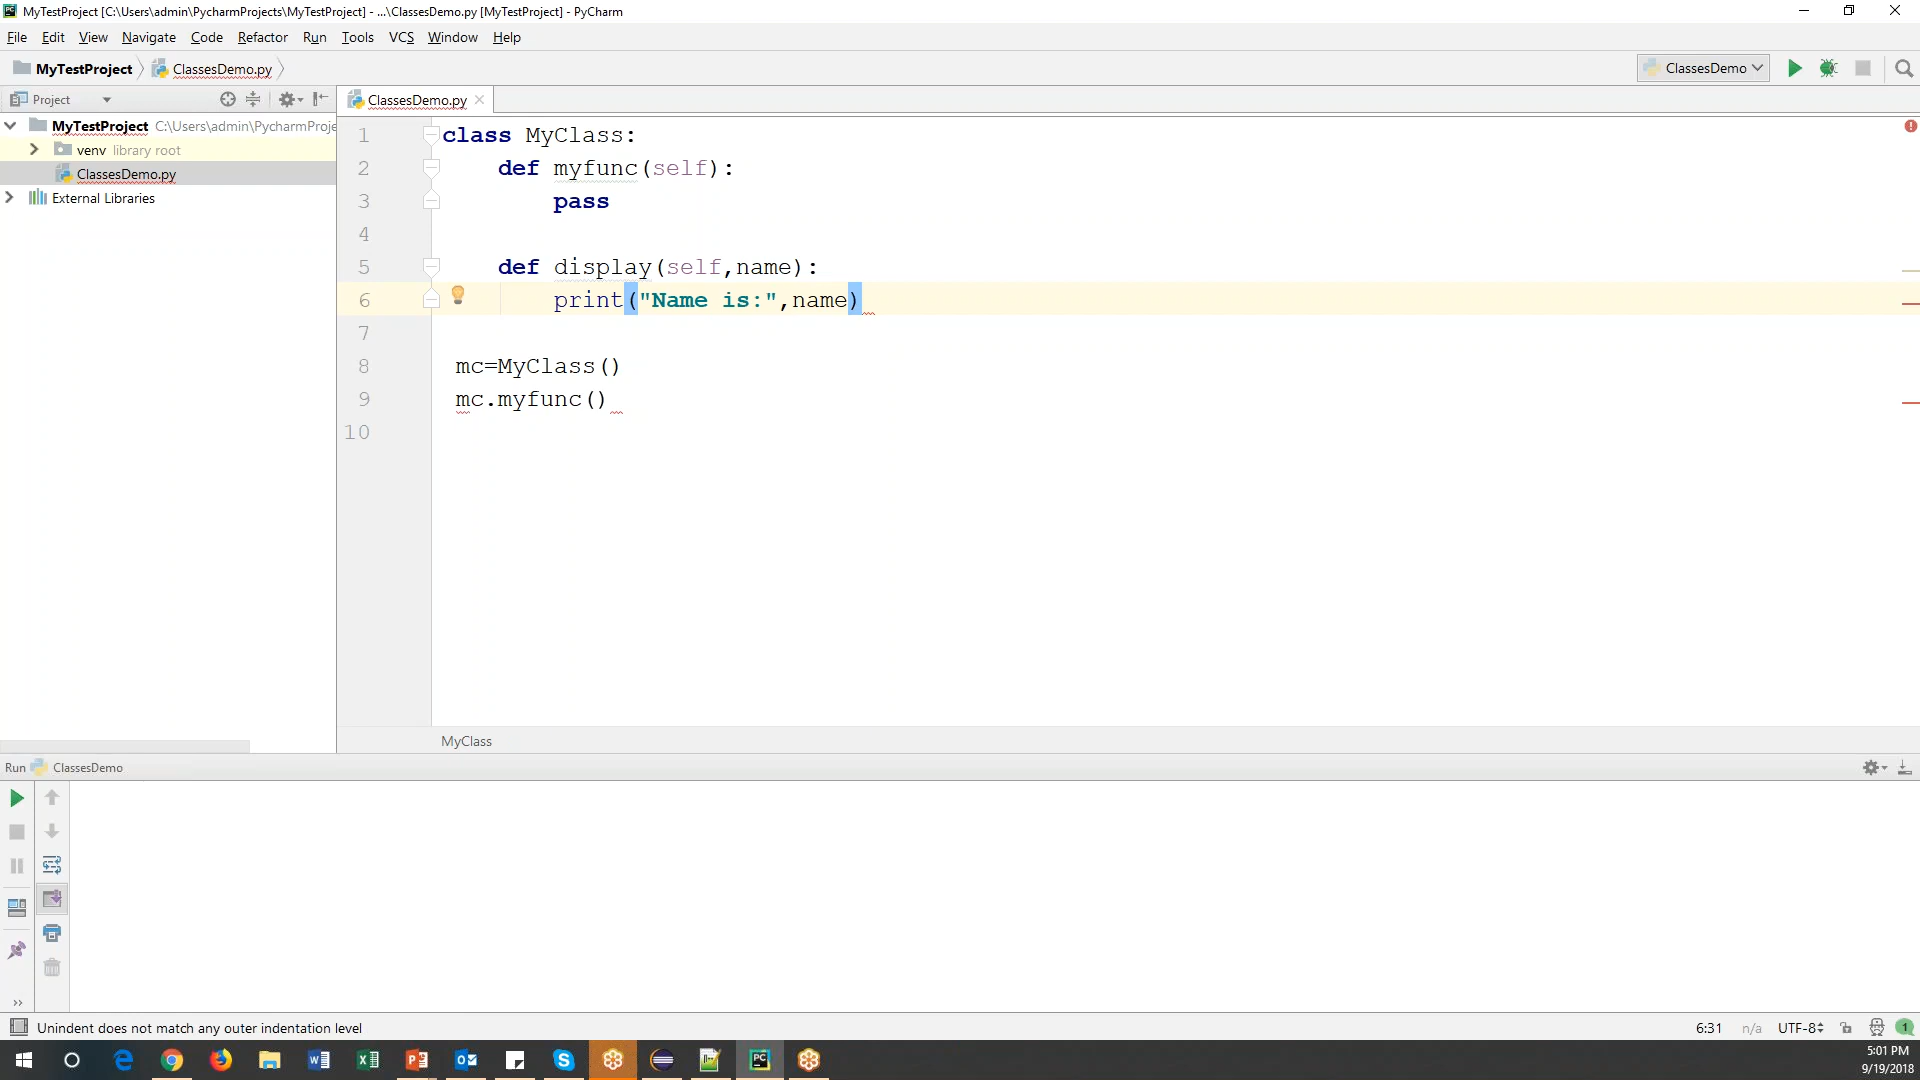 MyTestProject [C:\Users\admin\PycharmProjects\MyTestProject] - ...\ClassesDemo.py [MyTestProject] - PyCharm
File Edit View Navigate Code Refactor Run Tools VCS Window Help
MyTestProject ClassesDemo.py ClassesDemo
Project ClassesDemo.py
MyTestProject C:\Users\admin\PycharmProje
venv library root
ClassesDemo.py
External Libraries
1 class MyClass:
2 def myfunc(self):
3 pass
4
5 def display(self,name):
6 print("Name is:",name)
7
8 mc=MyClass()
9 mc.myfunc()
10
MyClass
Run ClassesDemo
Unindent does not match any outer indentation level 6:31 n/a UTF-8 1
5:01 PM
9/19/2018